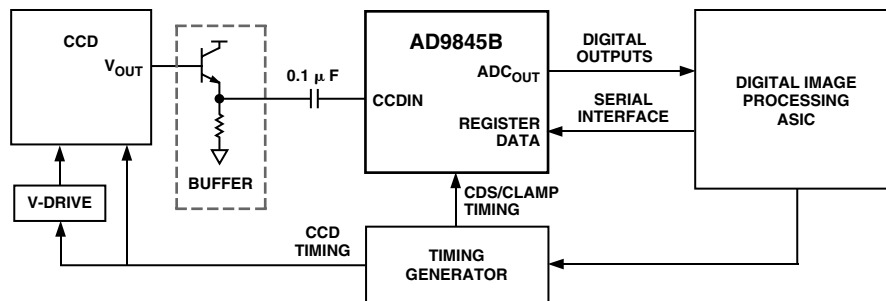 CCD
VOUT
BUFFER
0.1 μF
AD9845B
ADCOUT
CCDIN
REGISTER
DATA
DIGITAL
OUTPUTS
SERIAL
INTERFACE
DIGITAL IMAGE
PROCESSING
ASIC
V-DRIVE
CCD
TIMING
CDS/CLAMP
TIMING
TIMING
GENERATOR